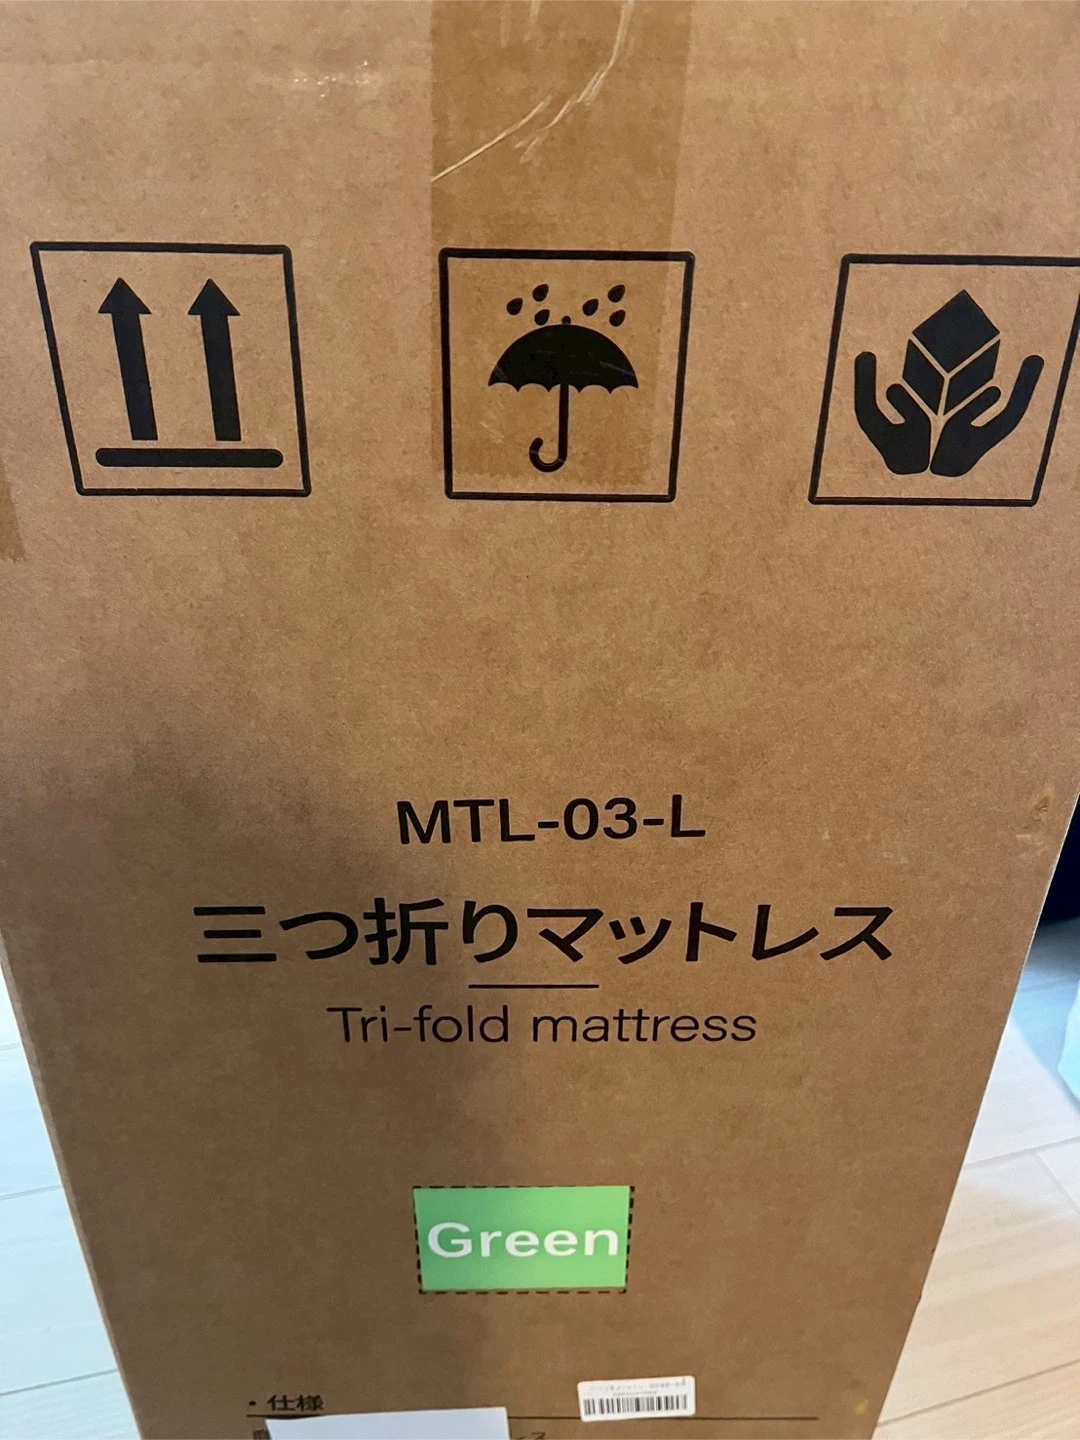 MTL-03-L
三つ折りマットレス
Tri-fold mattress
Green
・仕様